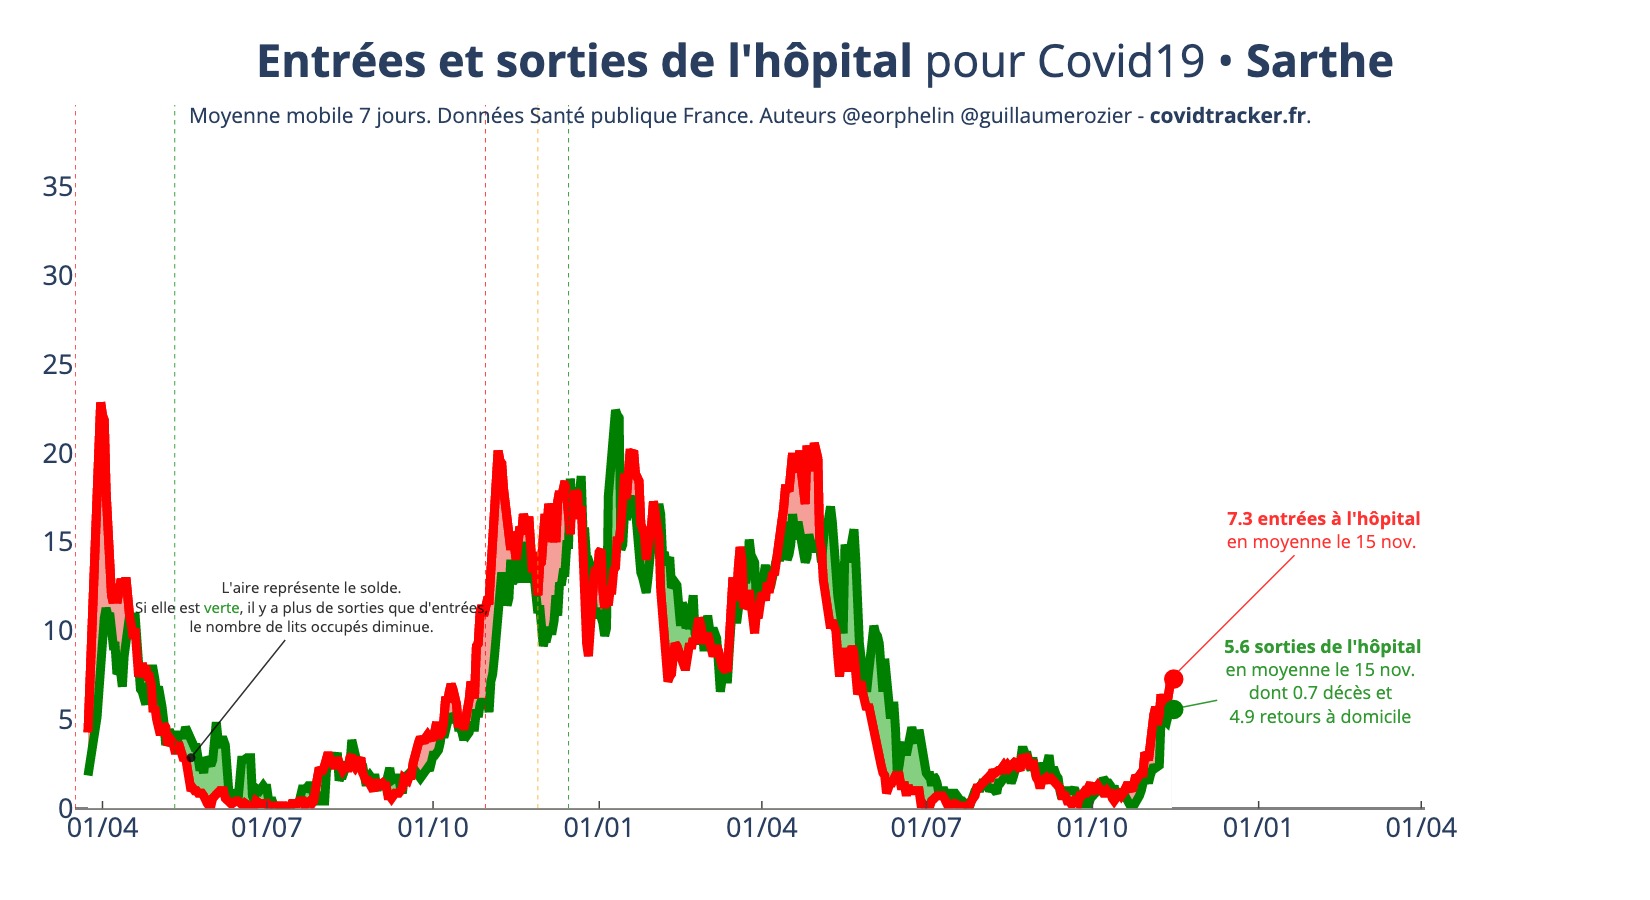 Entrées et sorties de l'hôpital pour Covid19 • Sarthe
Moyenne mobile 7 jours. Données Santé publique France. Auteurs @eorphelin @guillaumerozier - covidtracker.fr.
35
30
25
20
15
10
5
0
7.3 entrées à l'hôpital
en moyenne le 15 nov.
L'aire représente le solde.
Si elle est verte, il y a plus de sorties que d'entrées,
le nombre de lits occupés diminue.
5.6 sorties de l'hôpital
en moyenne le 15 nov.
dont 0.7 décès et
4.9 retours à domicile
01/04 01/07 01/10 01/01 01/04 01/07 01/10 01/01 01/04